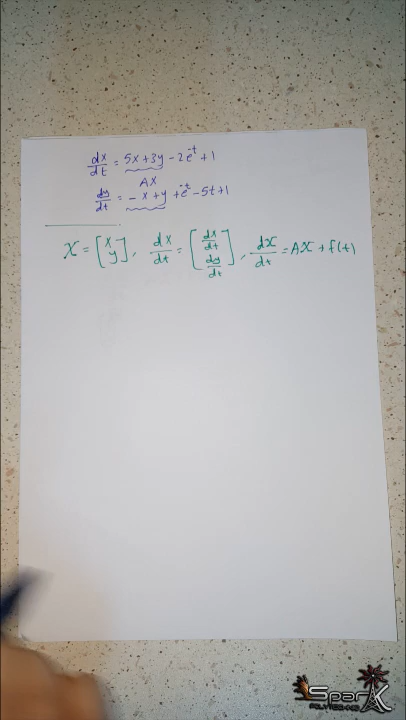 dx/dt = 5x+3y - 2e^-t + 1
AX
dy/dt = -x+y + e^-t - 5t+1
X = [x y], dX/dt = [dx/dt dy/dt], dX/dt = AX + f(t)
SparK
POLYTECHNIC